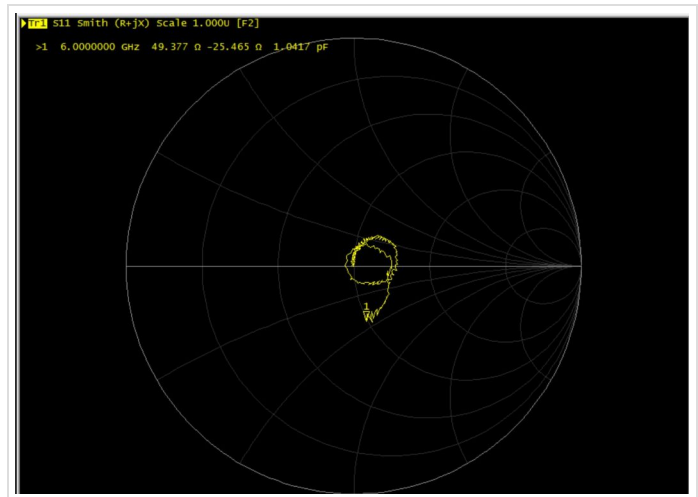 Tr1 S11 Smith (R+jX) Scale 1.000U [F2]
>1 6.0000000 GHz 49.377 Ω -25.465 Ω 1.0417 pF
1